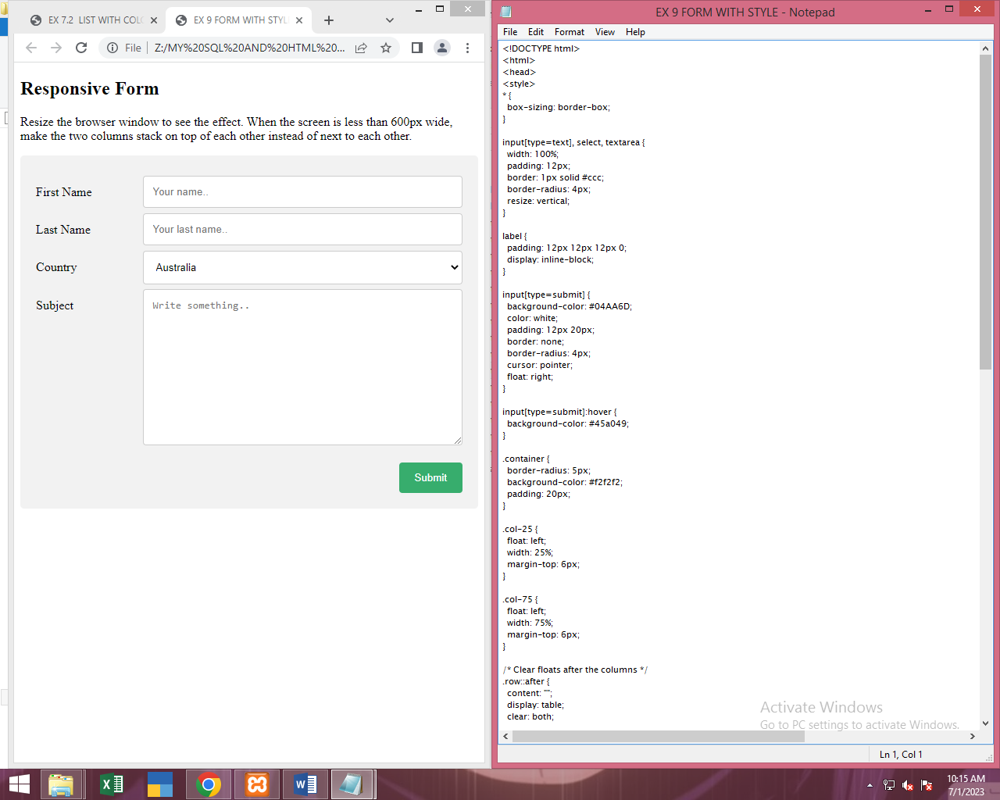 EX 7.2 LIST WITH COL
EX 9 FORM WITH STYL
File
Z:/MY%20SQL%20AND%20HTML%20...
Responsive Form
Resize the browser window to see the effect. When the screen is less than 600px wide,
make the two columns stack on top of each other instead of next to each other.
First Name
Your name..
Last Name
Your last name..
Country
Australia
Subject
Write something..
Submit
EX 9 FORM WITH STYLE - Notepad
File Edit Format View Help
<!DOCTYPE html>
<html>
<head>
<style>
* {
box-sizing: border-box;
}
input[type=text], select, textarea {
width: 100%;
padding: 12px;
border: 1px solid #ccc;
border-radius: 4px;
resize: vertical;
}
label {
padding: 12px 12px 12px 0;
display: inline-block;
}
input[type=submit] {
background-color: #04AA6D;
color: white;
padding: 12px 20px;
border: none;
border-radius: 4px;
cursor: pointer;
float: right;
}
input[type=submit]:hover {
background-color: #45a049;
}
.container {
border-radius: 5px;
background-color: #f2f2f2;
padding: 20px;
}
.col-25 {
float: left;
width: 25%;
margin-top: 6px;
}
.col-75 {
float: left;
width: 75%;
margin-top: 6px;
}
/* Clear floats after the columns */
.row::after {
content: "";
display: table;
clear: both;
Activate Windows
Go to PC settings to activate Windows.
Ln 1, Col 1
10:15 AM
7/1/2023